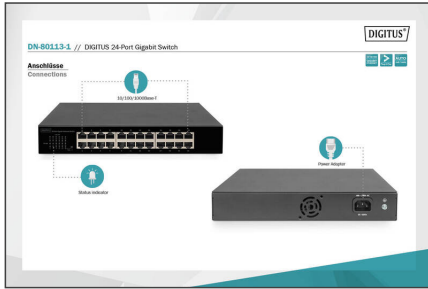 DIGITUS®
DN-80113-1 // DIGITUS 24-Port Gigabit Switch
Anschlüsse
Connections
10/100/1000Base-T
Status indicator
Power Adapter